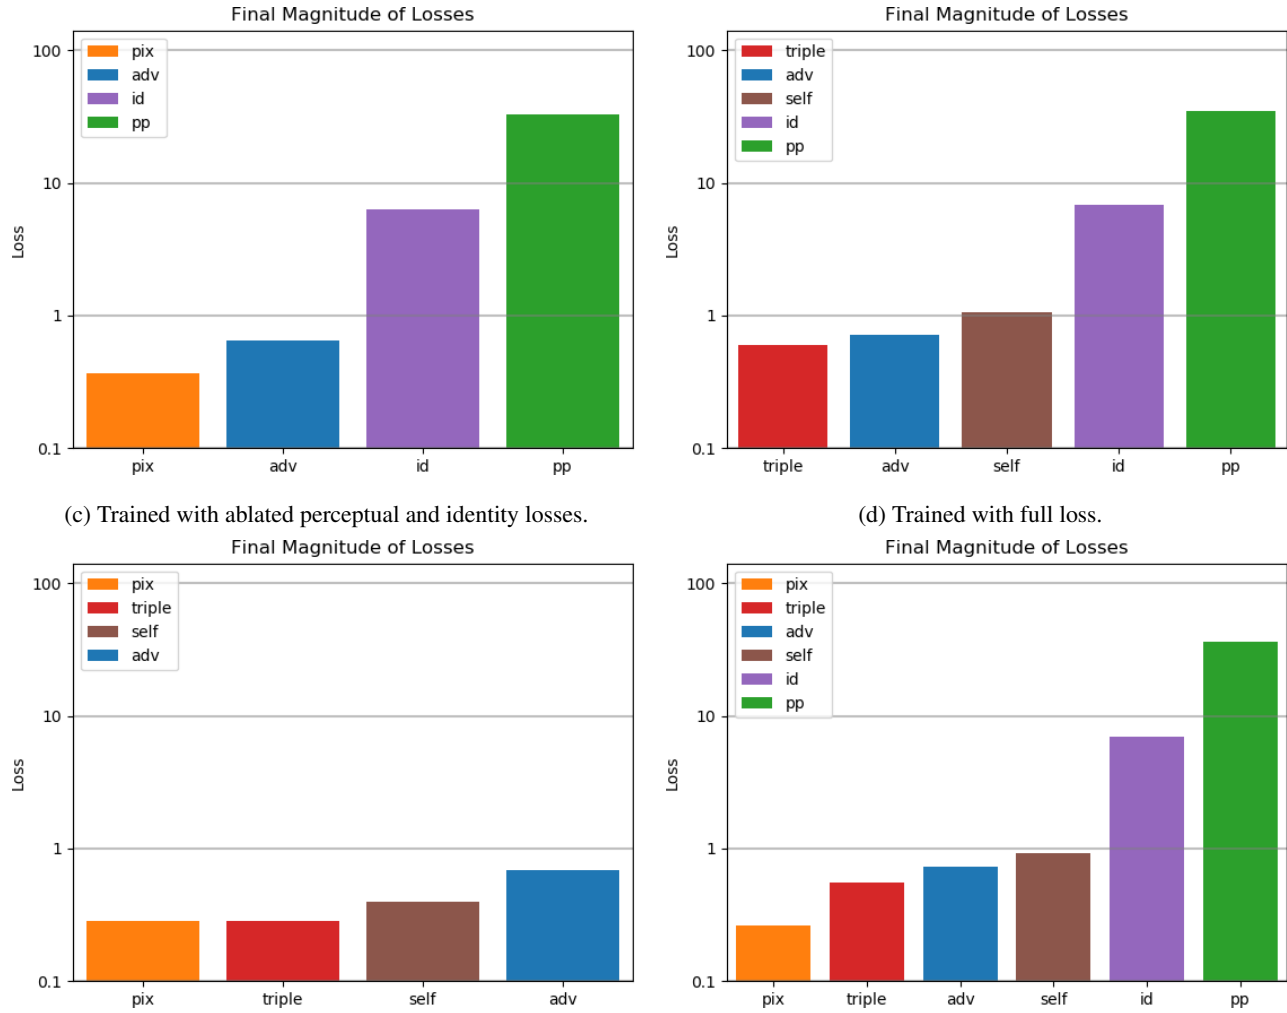 Final Magnitude of Losses
100
10
1
0.1
Loss
pix
adv
id
pp
pix
adv
id
pp
Final Magnitude of Losses
100
10
1
0.1
Loss
triple
adv
self
id
pp
triple
adv
self
id
pp
(c) Trained with ablated perceptual and identity losses.
(d) Trained with full loss.
Final Magnitude of Losses
100
10
1
0.1
Loss
pix
triple
self
adv
pix
triple
self
adv
Final Magnitude of Losses
100
10
1
0.1
Loss
pix
triple
adv
self
id
pp
pix
triple
adv
self
id
pp